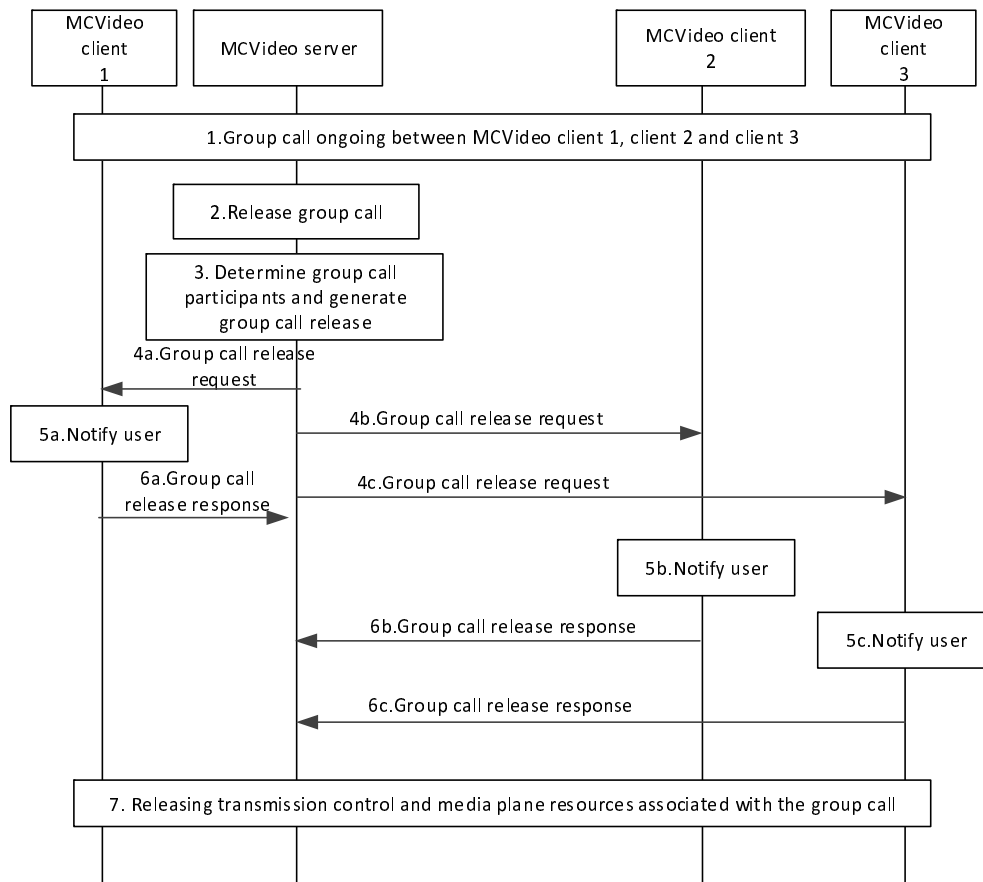 MCVideo
client
1
MCVideo server
MCVideo client
2
MCVideo
client
3
1.Group call ongoing between MCVideo client 1, client 2 and client 3
2.Release group call
3. Determine group call
participants and generate
group call release
4a.Group call release
request
4b.Group call release request
5a.Notify user
6a.Group call
release response
4c.Group call release request
5b.Notify user
6b.Group call release response
5c.Notify user
6c.Group call release response
7. Releasing transmission control and media plane resources associated with the group call